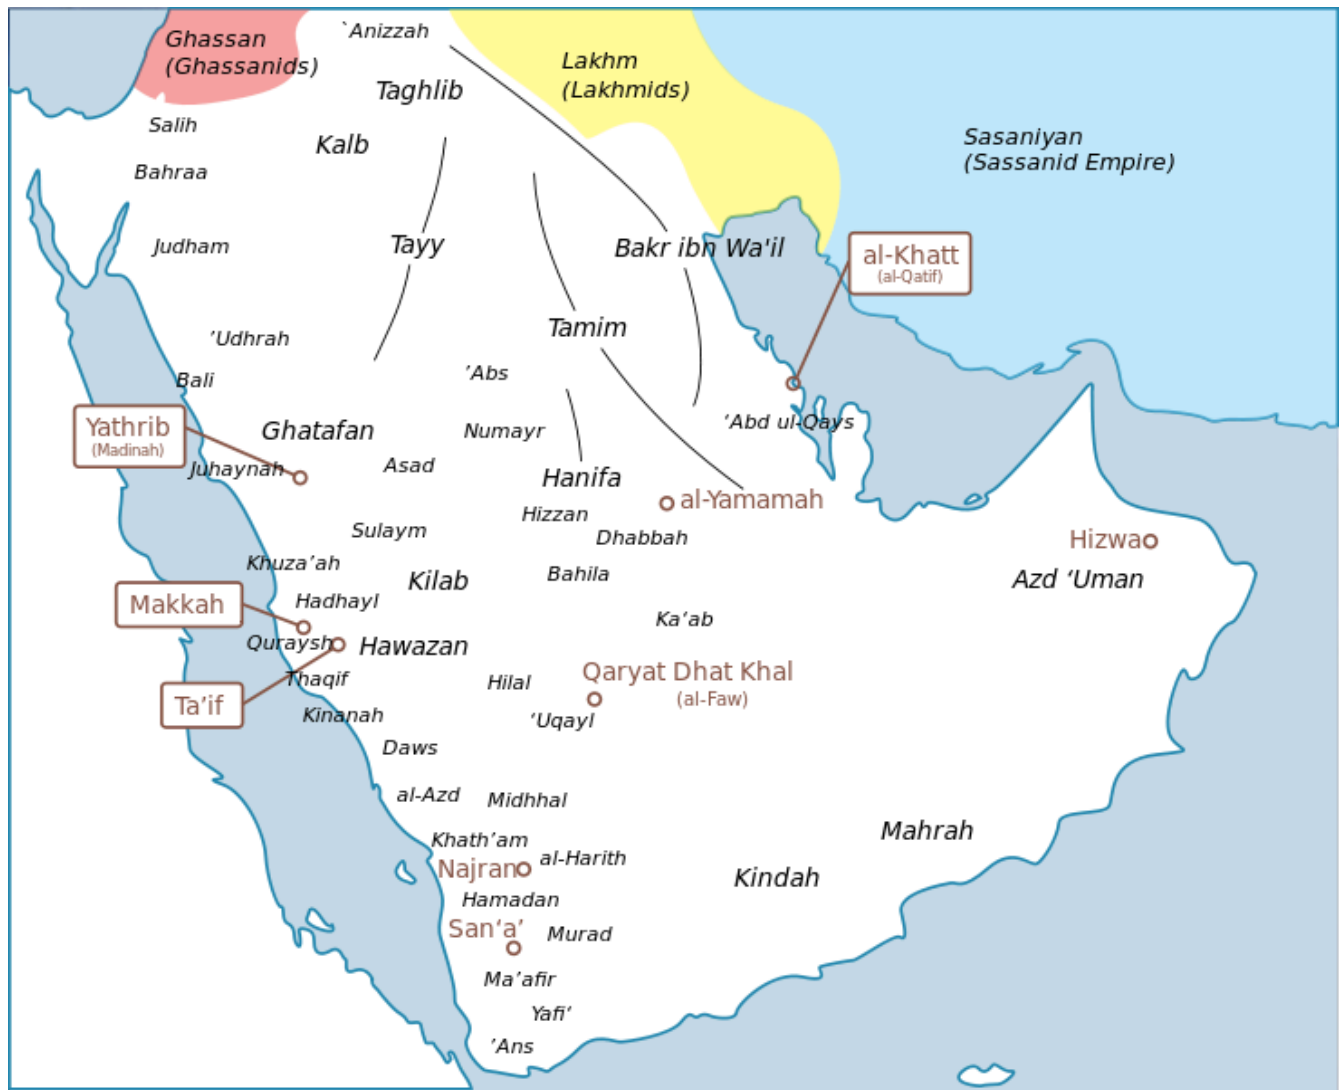 Ghassan
(Ghassanids)
`Anizzah
Lakhm
(Lakhmids)
Taghlib
Salih
Kalb
Sasaniyan
(Sassanid Empire)
Bahraa
Judham
Tayy
Bakr ibn Wa'il
al-Khatt
(al-Qatif)
’Udhrah
Tamim
Bali
’Abs
Yathrib
(Madinah)
Ghatafan
Numayr
‘Abd ul-Qays
Juhaynah
Asad
Hanifa
al-Yamamah
Hizzan
Sulaym
Dhabbah
Hizwa
Khuza’ah
Kilab
Bahila
Azd ‘Uman
Makkah
Hadhayl
Ka‘ab
Quraysh
Hawazan
Thaqif
Hilal
Qaryat Dhat Khal
(al-Faw)
Ta’if
Kinanah
‘Uqayl
Daws
al-Azd
Midhhal
Khath’am
Mahrah
al-Harith
Najran
Kindah
Hamadan
San‘a’
Murad
Ma’afir
Yafi‘
’Ans